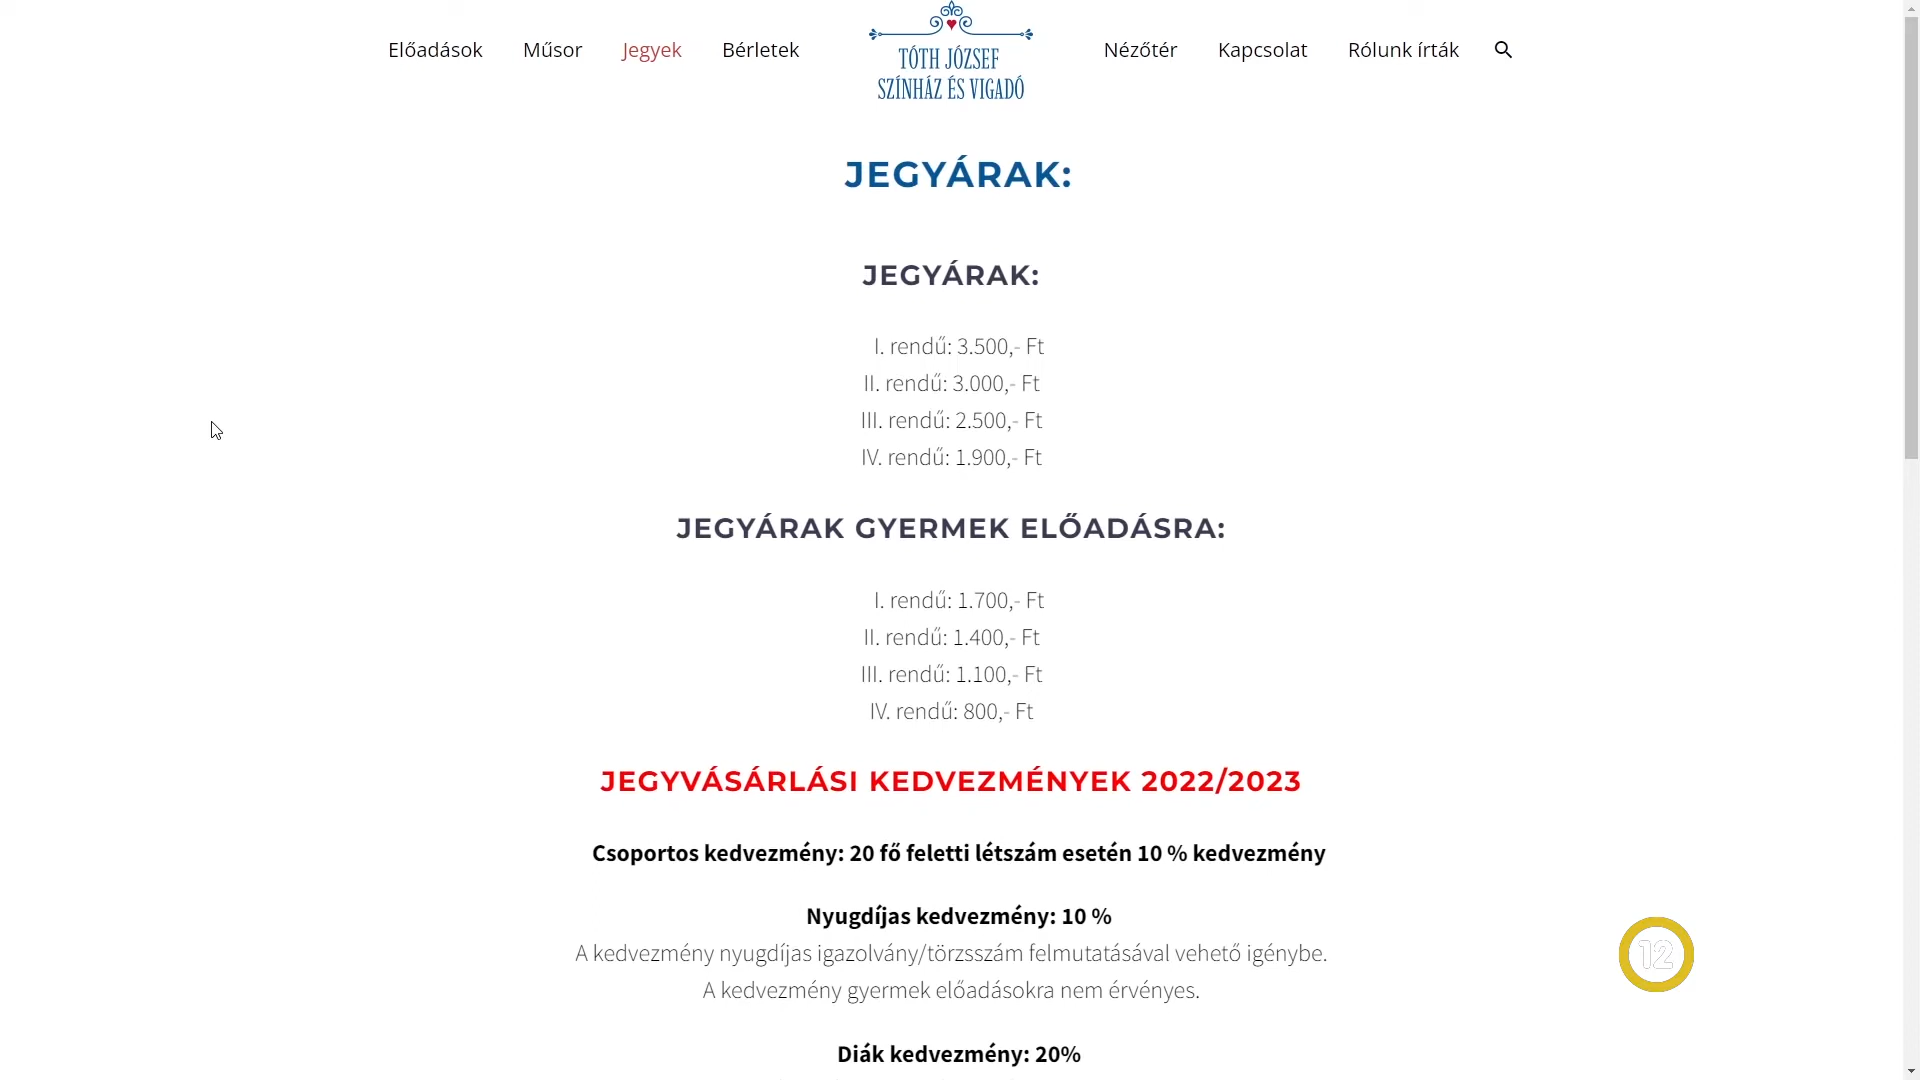 Előadások
Műsor
Jegyek
Bérletek
TÓTH JÓZSEF
SZÍNHÁZ ÉS VIGADÓ
Nézőtér
Kapcsolat
Rólunk írták
JEGYÁRAK:
JEGYÁRAK:
I. rendű: 3.500,- Ft
II. rendű: 3.000,- Ft
III. rendű: 2.500,- Ft
IV. rendű: 1.900,- Ft
JEGYÁRAK GYERMEK ELŐADÁSRA:
I. rendű: 1.700,- Ft
II. rendű: 1.400,- Ft
III. rendű: 1.100,- Ft
IV. rendű: 800,- Ft
JEGYVÁSÁRLÁSI KEDVEZMÉNYEK 2022/2023
Csoportos kedvezmény: 20 fő feletti létszám esetén 10 % kedvezmény
Nyugdíjas kedvezmény: 10 %
A kedvezmény nyugdíjas igazolvány/törzsszám felmutatásával vehető igénybe.
A kedvezmény gyermek előadásokra nem érvényes.
12
Diák kedvezmény: 20%